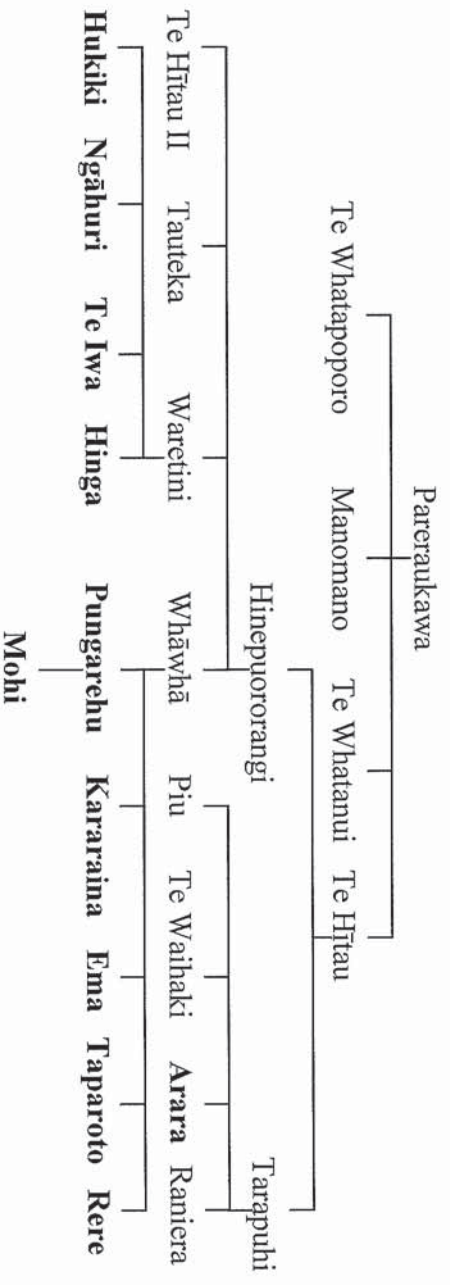 Pareraukawa
Te Whatapoporo Manomano Te Whatanui Te Hītau
Hinepuororangi Tarapuhi
Te Hītau II Tauteka Waretini Whāwhā Piu Te Waihaki Arara Raniera
Hukiki Ngāhuri Te Iwa Hinga Pungarehu Kararaina Ema Taparoto Rere
Mohi